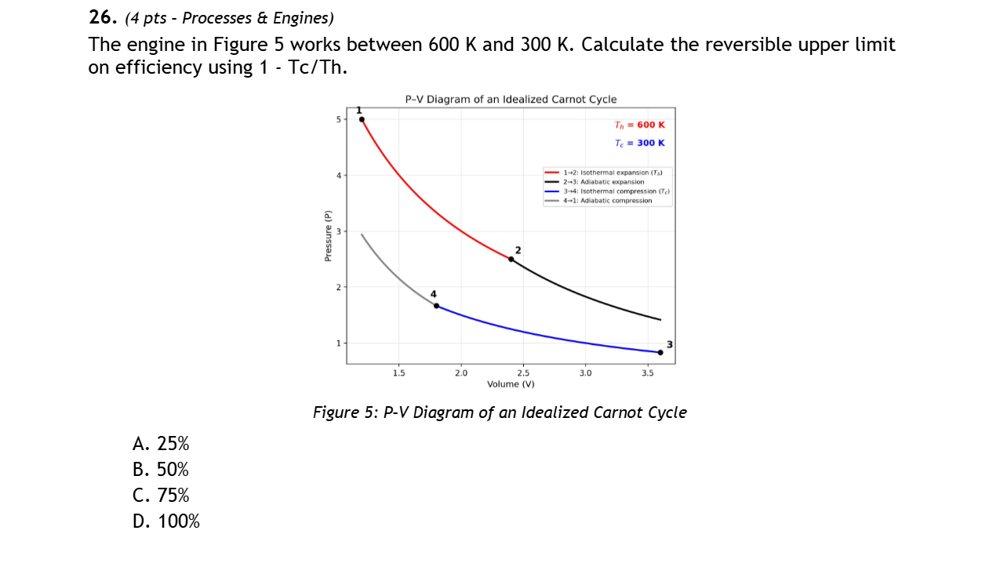 26. (4 pts - Processes & Engines)
The engine in Figure 5 works between 600 K and 300 K. Calculate the reversible upper limit
on efficiency using 1 - Tc/Th.
P-V Diagram of an Idealized Carnot Cycle
1
5
Tₕ = 600 K
T꜀ = 300 K
4
1→2: Isothermal expansion (Tₕ)
2→3: Adiabatic expansion
3→4: Isothermal compression (T꜀)
4→1: Adiabatic compression
Pressure (P)
3
2
2
4
1
3
1.5
2.0
2.5
3.0
3.5
Volume (V)
Figure 5: P-V Diagram of an Idealized Carnot Cycle
A. 25%
B. 50%
C. 75%
D. 100%